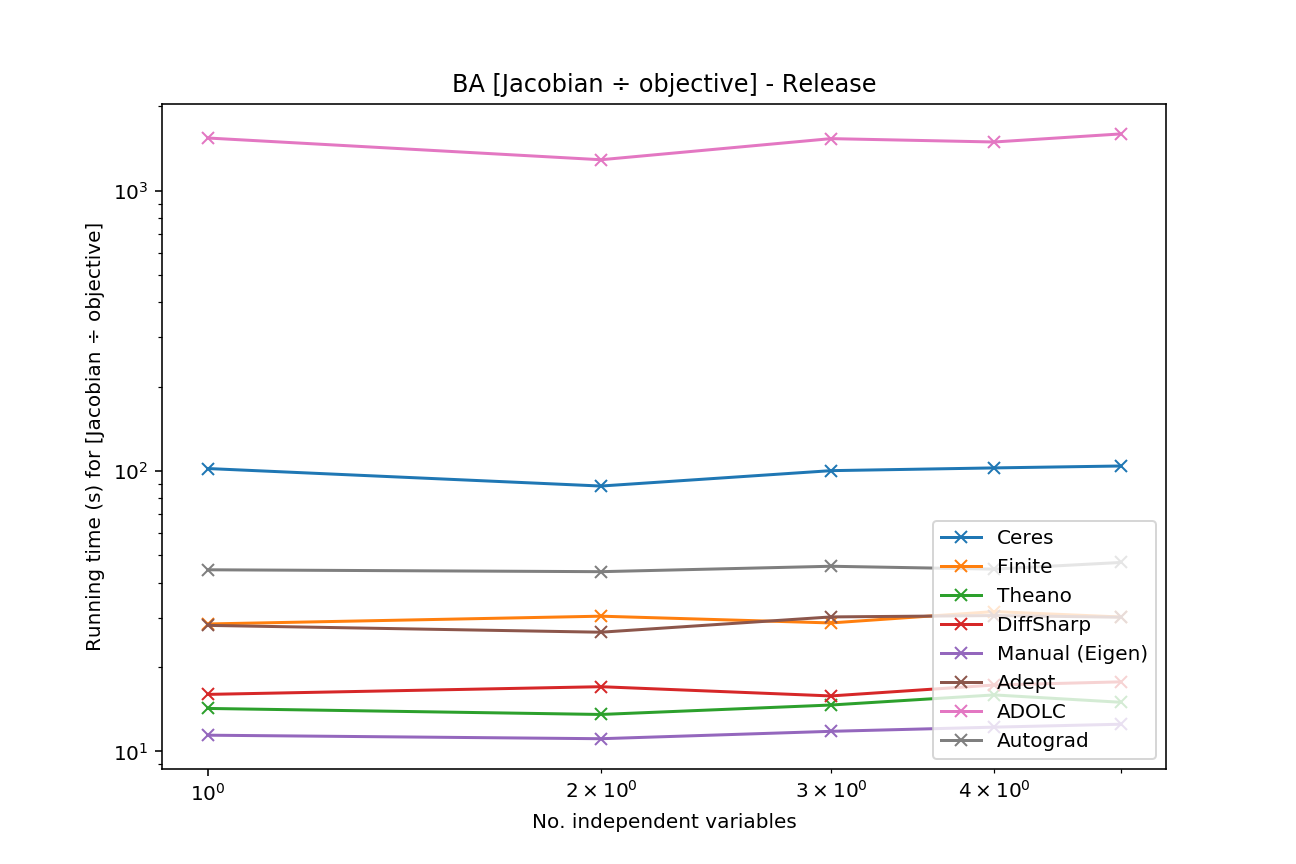 BA [Jacobian ÷ objective] - Release
Running time (s) for [Jacobian ÷ objective]
10³
10²
10¹
Ceres
Finite
Theano
DiffSharp
Manual (Eigen)
Adept
ADOLC
Autograd
10⁰
2 × 10⁰
3 × 10⁰
4 × 10⁰
No. independent variables